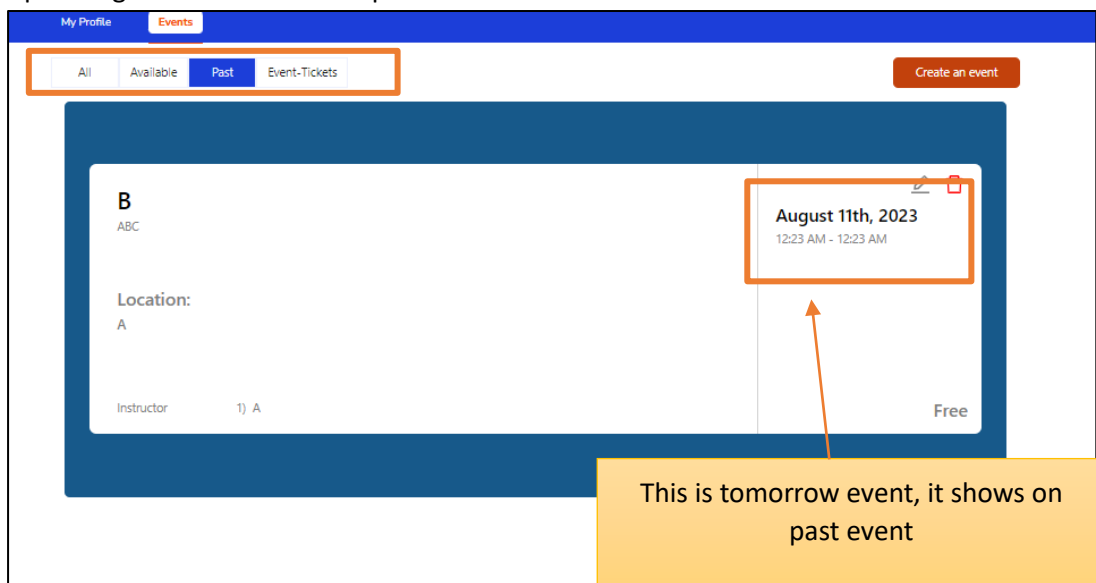 My Profile Events
All Available Past Event-Tickets Create an event
B
ABC
August 11th, 2023
12:23 AM - 12:23 AM
Location:
A
Instructor 1) A
Free
This is tomorrow event, it shows on
past event